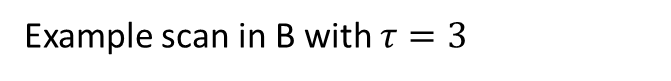 Example scan in B with τ = 3